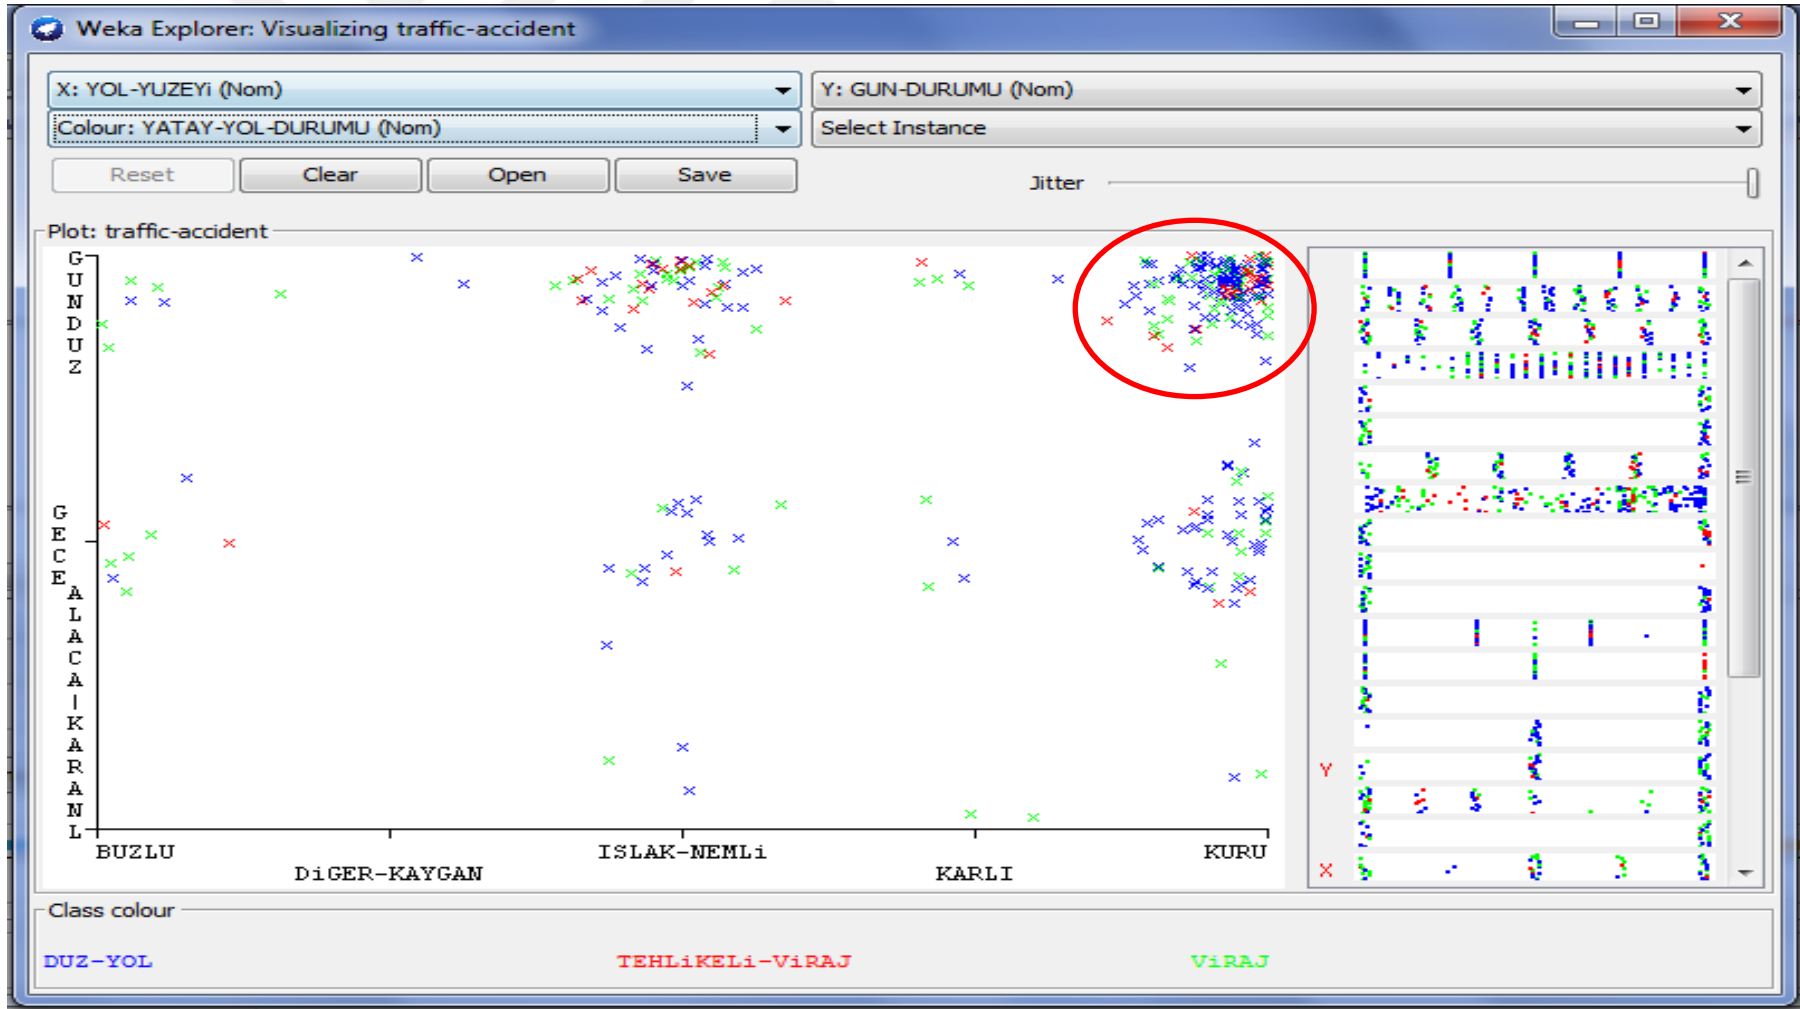 Weka Explorer: Visualizing traffic-accident
X: YOL-YUZEYi (Nom)
Y: GUN-DURUMU (Nom)
Colour: YATAY-YOL-DURUMU (Nom)
Select Instance
Reset
Clear
Open
Save
Jitter
Plot: traffic-accident
GUNDUZ
GECE
ALACAIKARANL
Y
X
BUZLU
DiGER-KAYGAN
ISLAK-NEMLi
KARLI
KURU
Class colour
DUZ-YOL
TEHLiKELi-ViRAJ
ViRAJ